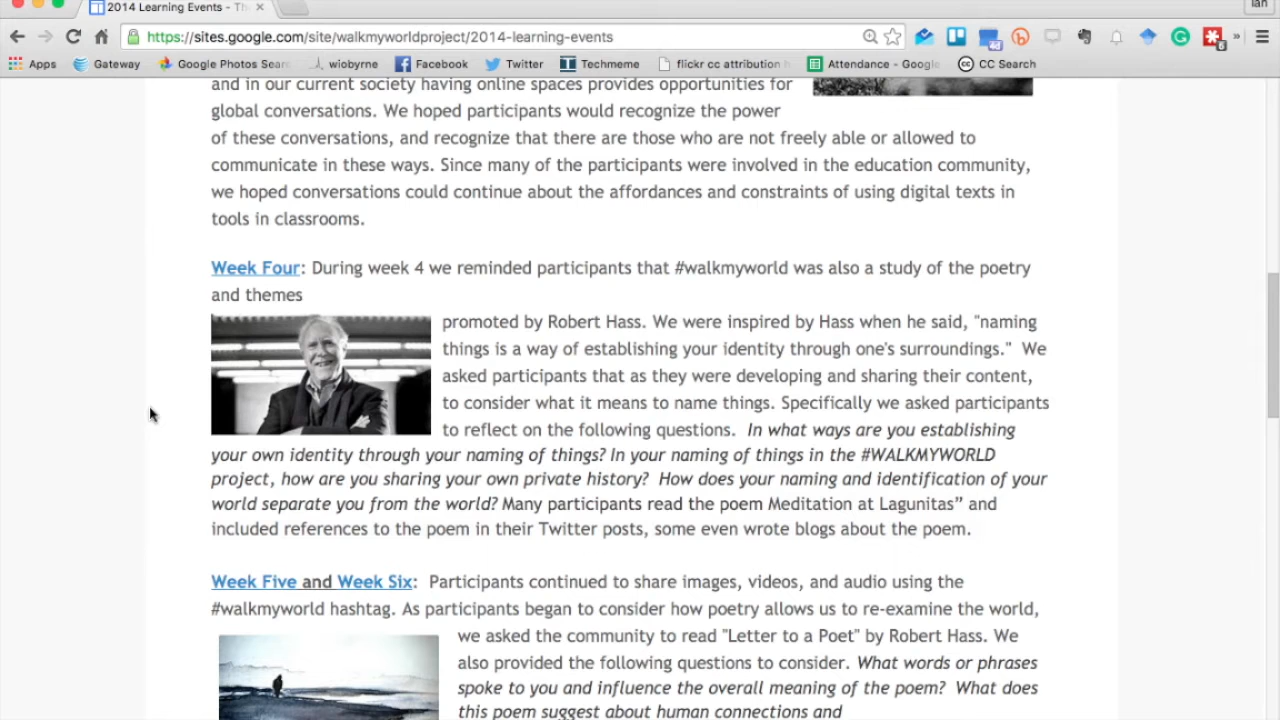 Ian
2014 Learning Events - Th
https://sites.google.com/site/walkmyworldproject/2014-learning-events
Apps Gateway Google Photos Sear wiobyrne Facebook Twitter Techmeme flickr cc attribution Attendance - Google CC Search
and in our current society having online spaces provides opportunities for
global conversations. We hoped participants would recognize the power
of these conversations, and recognize that there are those who are not freely able or allowed to
communicate in these ways. Since many of the participants were involved in the education community,
we hoped conversations could continue about the affordances and constraints of using digital texts in
tools in classrooms.
Week Four: During week 4 we reminded participants that #walkmyworld was also a study of the poetry
and themes
promoted by Robert Hass. We were inspired by Hass when he said, "naming
things is a way of establishing your identity through one's surroundings." We
asked participants that as they were developing and sharing their content,
to consider what it means to name things. Specifically we asked participants
to reflect on the following questions. In what ways are you establishing
your own identity through your naming of things? In your naming of things in the #WALKMYWORLD
project, how are you sharing your own private history? How does your naming and identification of your
world separate you from the world? Many participants read the poem Meditation at Lagunitas” and
included references to the poem in their Twitter posts, some even wrote blogs about the poem.
Week Five and Week Six: Participants continued to share images, videos, and audio using the
#walkmyworld hashtag. As participants began to consider how poetry allows us to re-examine the world,
we asked the community to read "Letter to a Poet" by Robert Hass. We
also provided the following questions to consider. What words or phrases
spoke to you and influence the overall meaning of the poem? What does
this poem suggest about human connections and